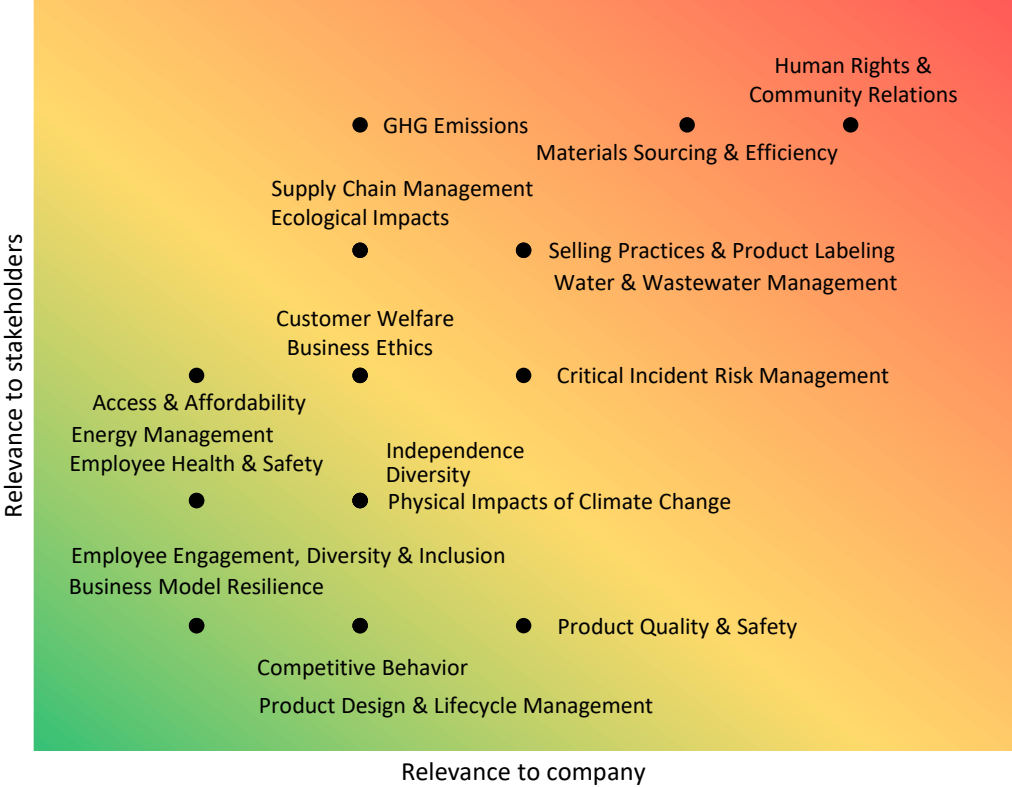 Human Rights &
Community Relations
GHG Emissions
Materials Sourcing & Efficiency
Supply Chain Management
Ecological Impacts
Selling Practices & Product Labeling
Water & Wastewater Management
Customer Welfare
Business Ethics
Critical Incident Risk Management
Access & Affordability
Energy Management
Employee Health & Safety
Independence
Diversity
Physical Impacts of Climate Change
Employee Engagement, Diversity & Inclusion
Business Model Resilience
Product Quality & Safety
Competitive Behavior
Product Design & Lifecycle Management
Relevance to stakeholders
Relevance to company